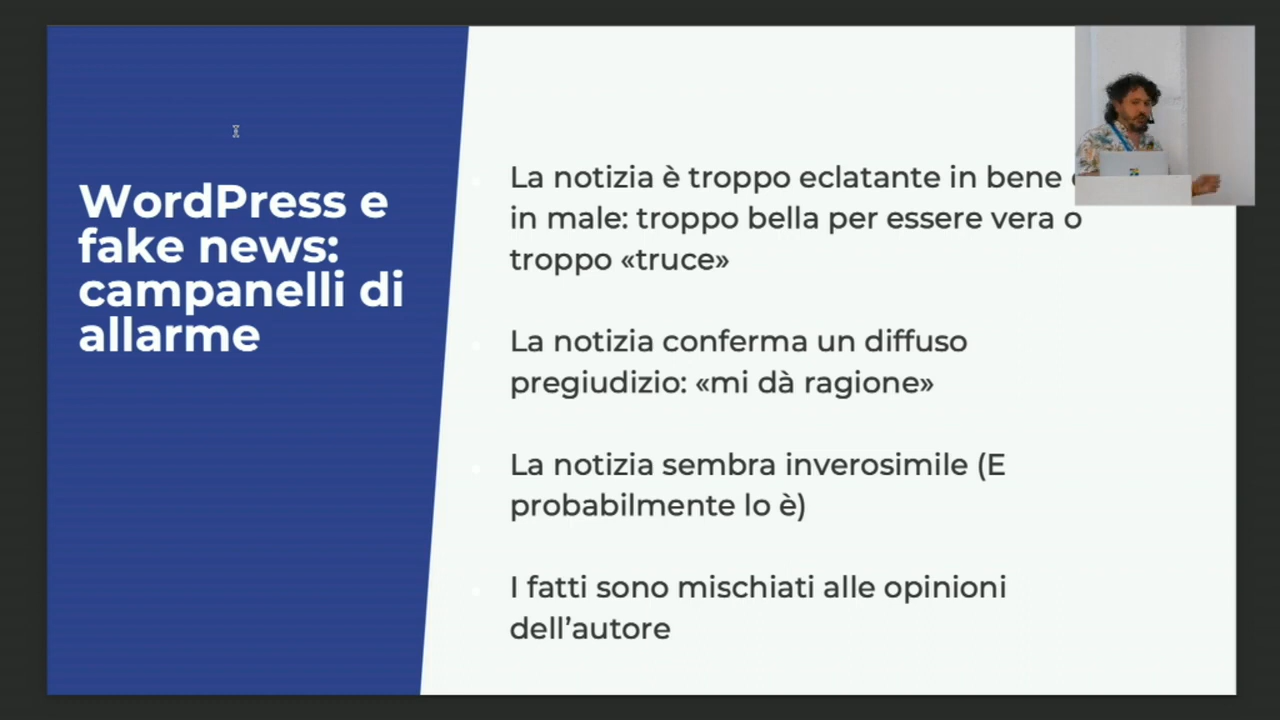 WordPress e
fake news:
campanelli di
allarme
La notizia è troppo eclatante in bene
in male: troppo bella per essere vera o
troppo «truce»
La notizia conferma un diffuso
pregiudizio: «mi dà ragione»
La notizia sembra inverosimile (E
probabilmente lo è)
I fatti sono mischiati alle opinioni
dell’autore